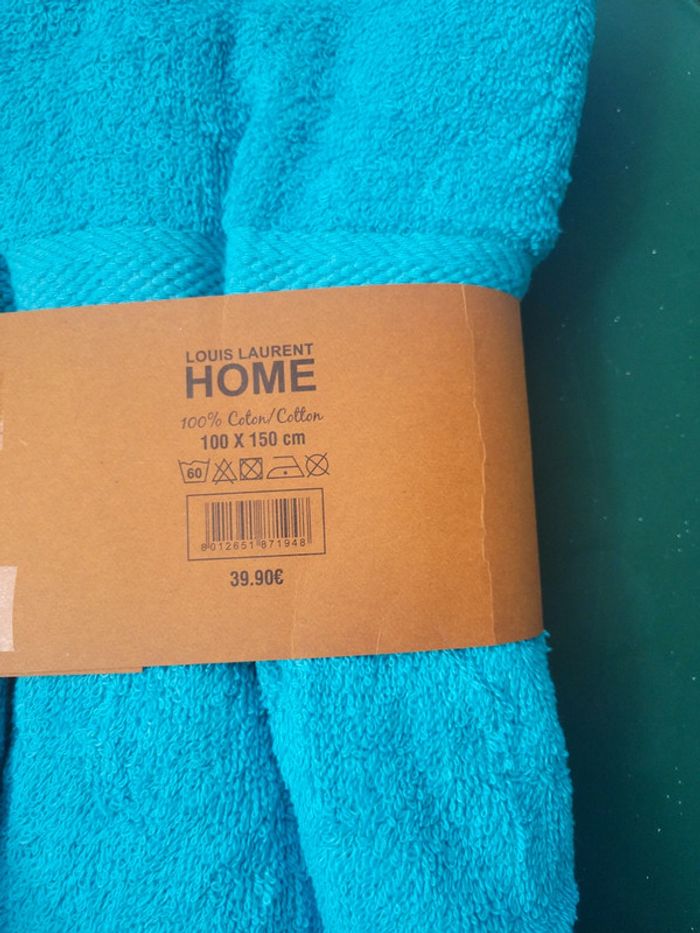 LOUIS LAURENT
HOME
100% Coton/Cotton
100 X 150 cm
60
8 012651 871948
39.90€